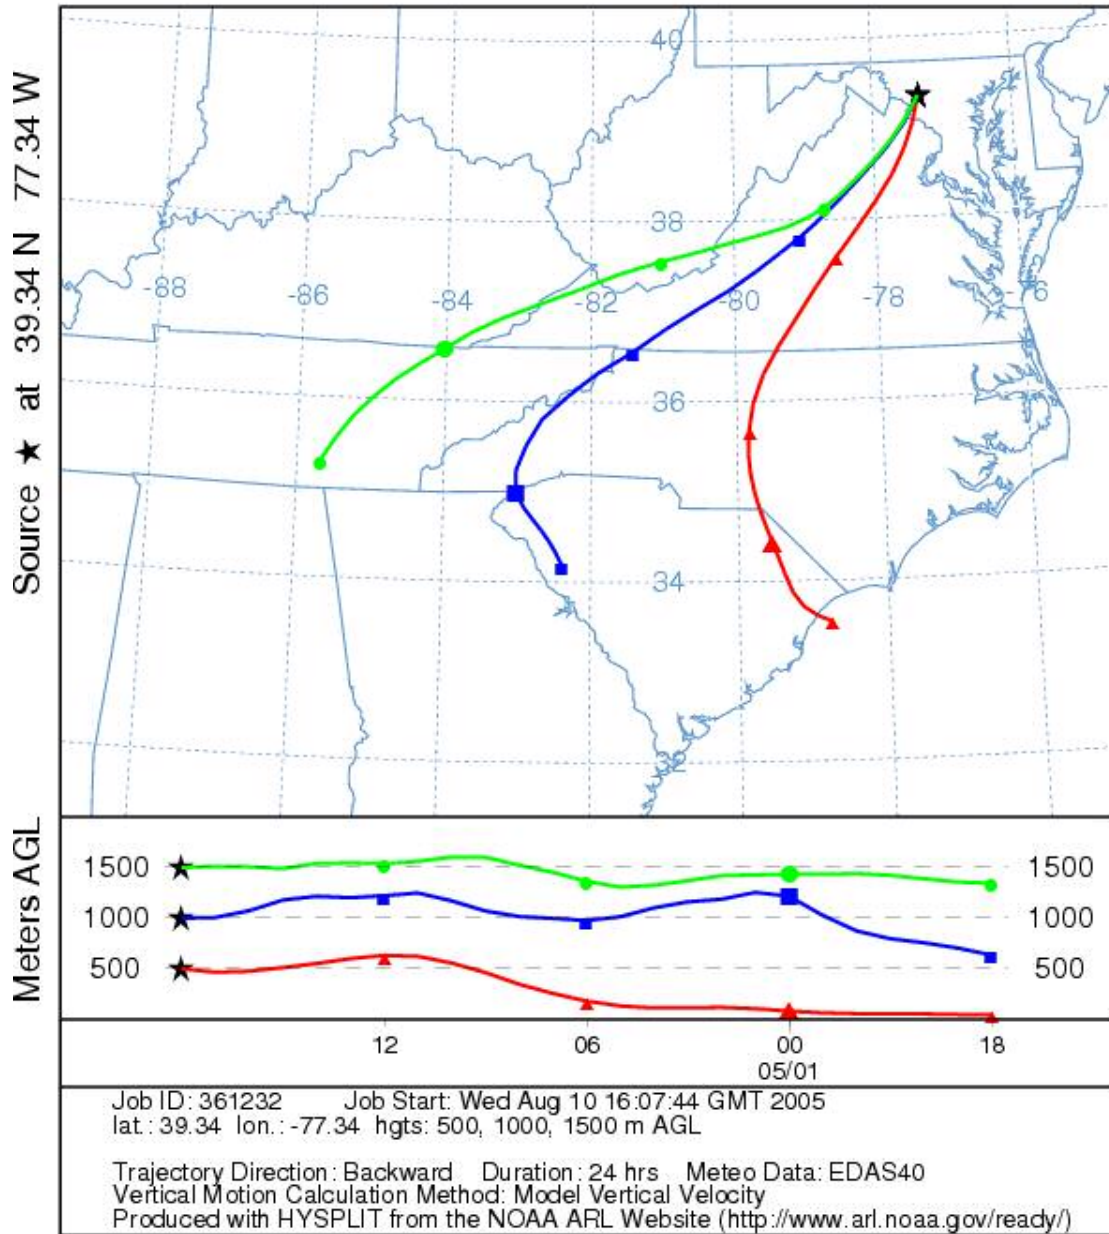 Source ★ at 39.34 N 77.34 W
40
38
-88
-86
-84
-82
-80
-78
-76
36
34
32
Meters AGL
1500 1500
1000 1000
500 500
12 06 00 18
05/01
Job ID: 361232 Job Start: Wed Aug 10 16:07:44 GMT 2005
lat.: 39.34 lon.: -77.34 hgts: 500, 1000, 1500 m AGL
Trajectory Direction: Backward Duration: 24 hrs Meteo Data: EDAS40
Vertical Motion Calculation Method: Model Vertical Velocity
Produced with HYSPLIT from the NOAA ARL Website (http://www.arl.noaa.gov/ready/)